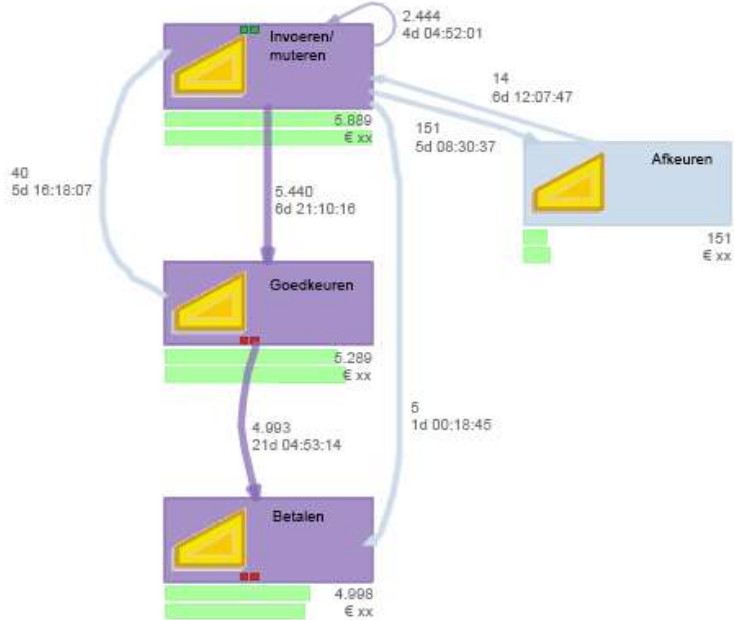 2.444
4d 04:52:01
Invoeren/
muteren
5.889
€ xx
14
6d 12:07:47
151
5d 08:30:37
Afkeuren
151
€ xx
40
5d 16:18:07
5.440
6d 21:10:16
Goedkeuren
5.289
€ xx
4.993
21d 04:53:14
5
1d 00:18:45
Betalen
4.998
€ xx